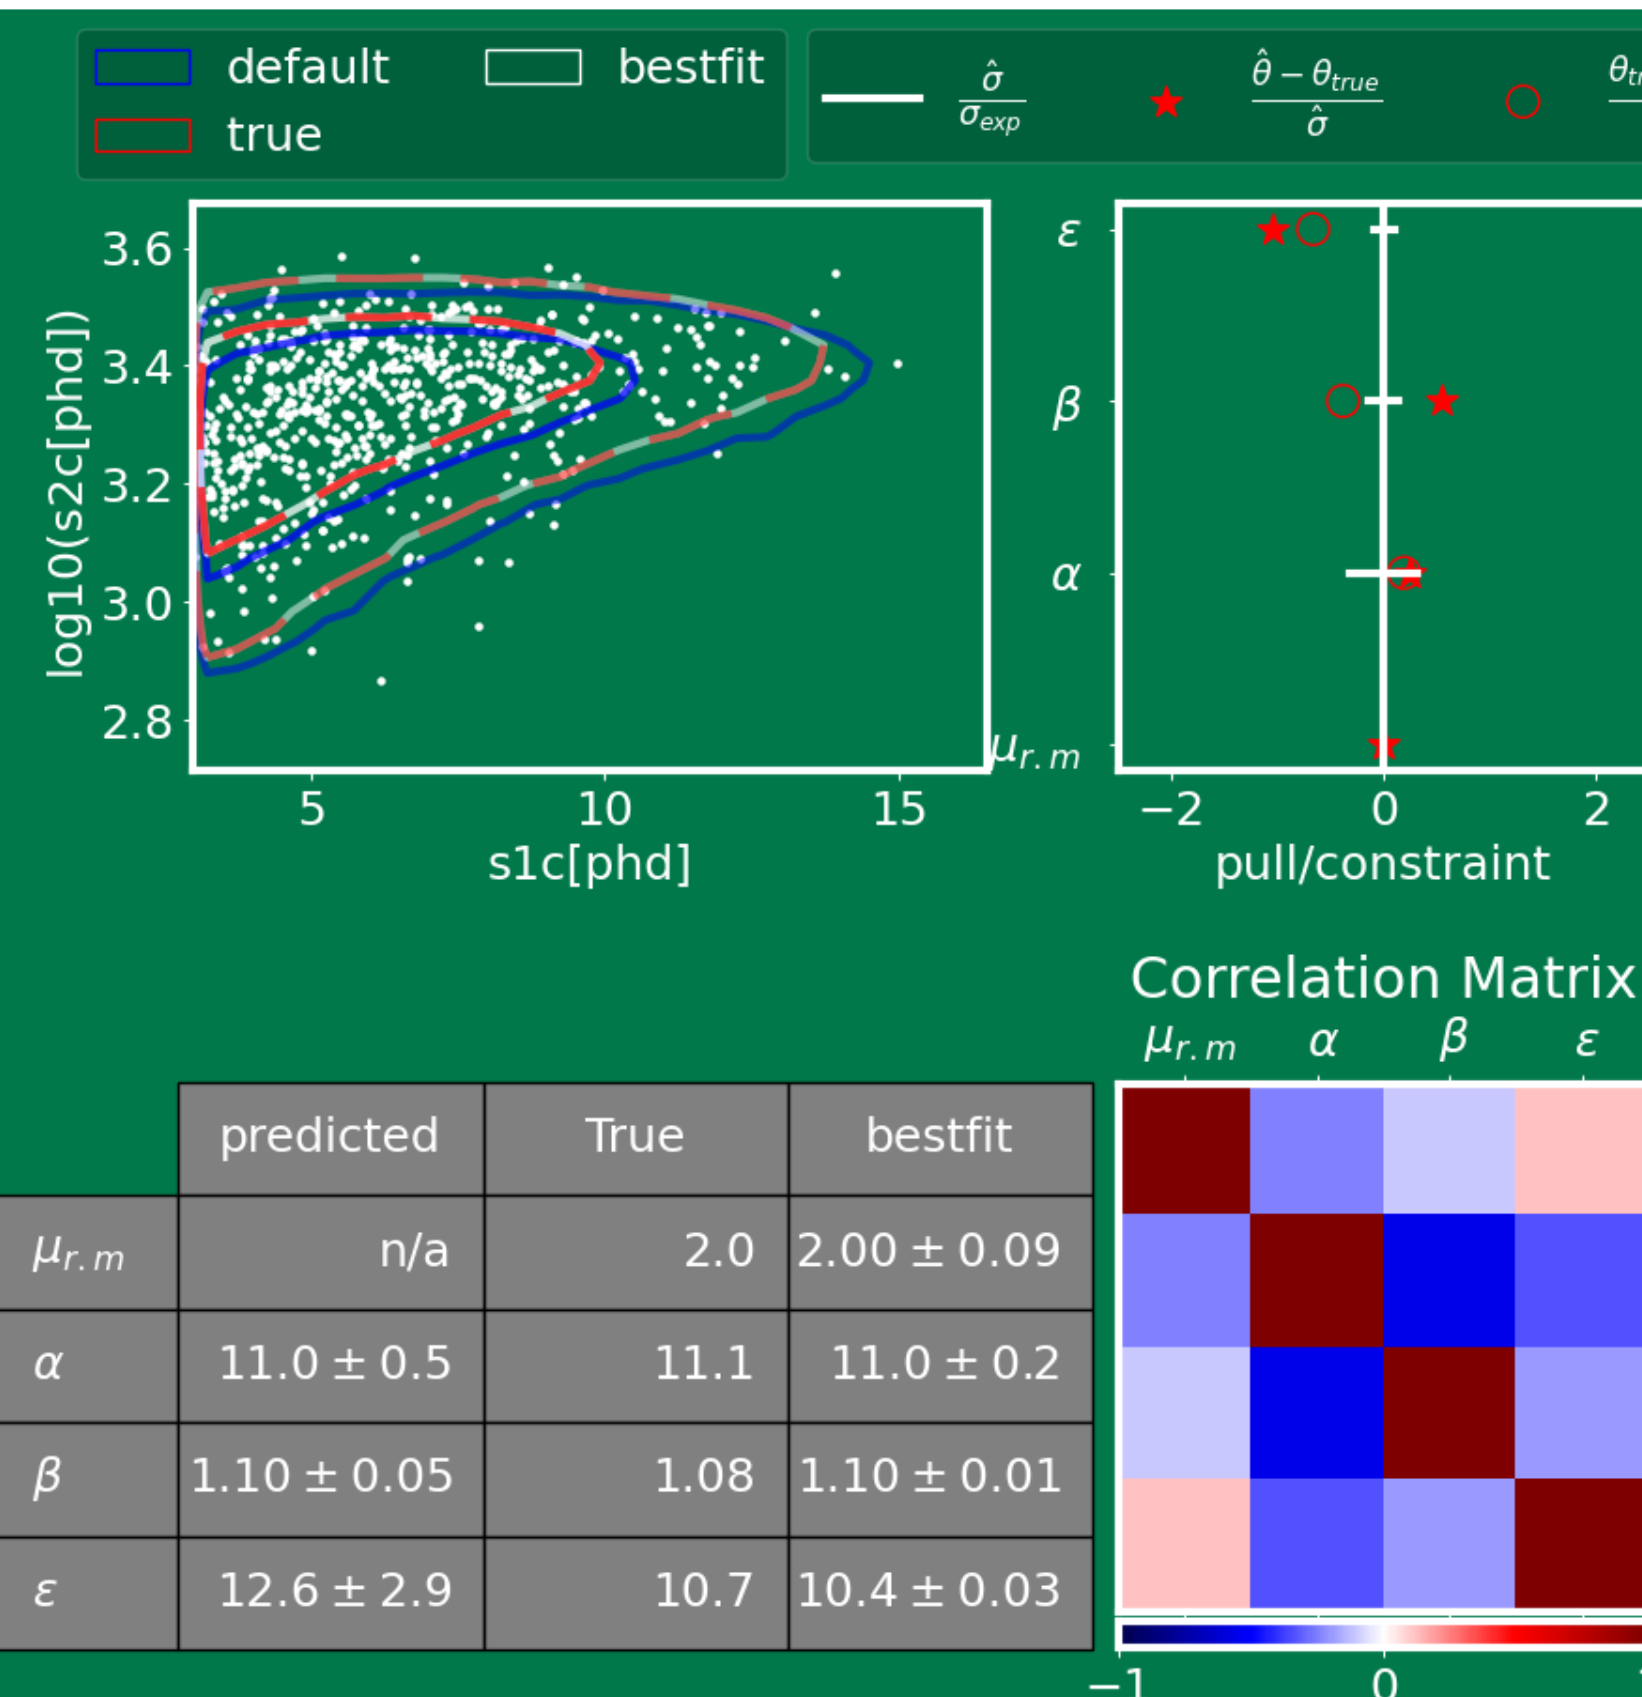 default
bestfit
true
σ̂/σ_exp
(θ̂ − θ_true)/σ̂
3.6
3.4
3.2
3.0
2.8
log10(s2c[phd])
5 10 15
s1c[phd]
ε
β
α
μ_r.m
−2 0 2
pull/constraint
Correlation Matrix
μ_r.m α β ε
predicted True bestfit
μ_r.m n/a 2.0 2.00 ± 0.09
α 11.0 ± 0.5 11.1 11.0 ± 0.2
β 1.10 ± 0.05 1.08 1.10 ± 0.01
ε 12.6 ± 2.9 10.7 10.4 ± 0.03
−1 0